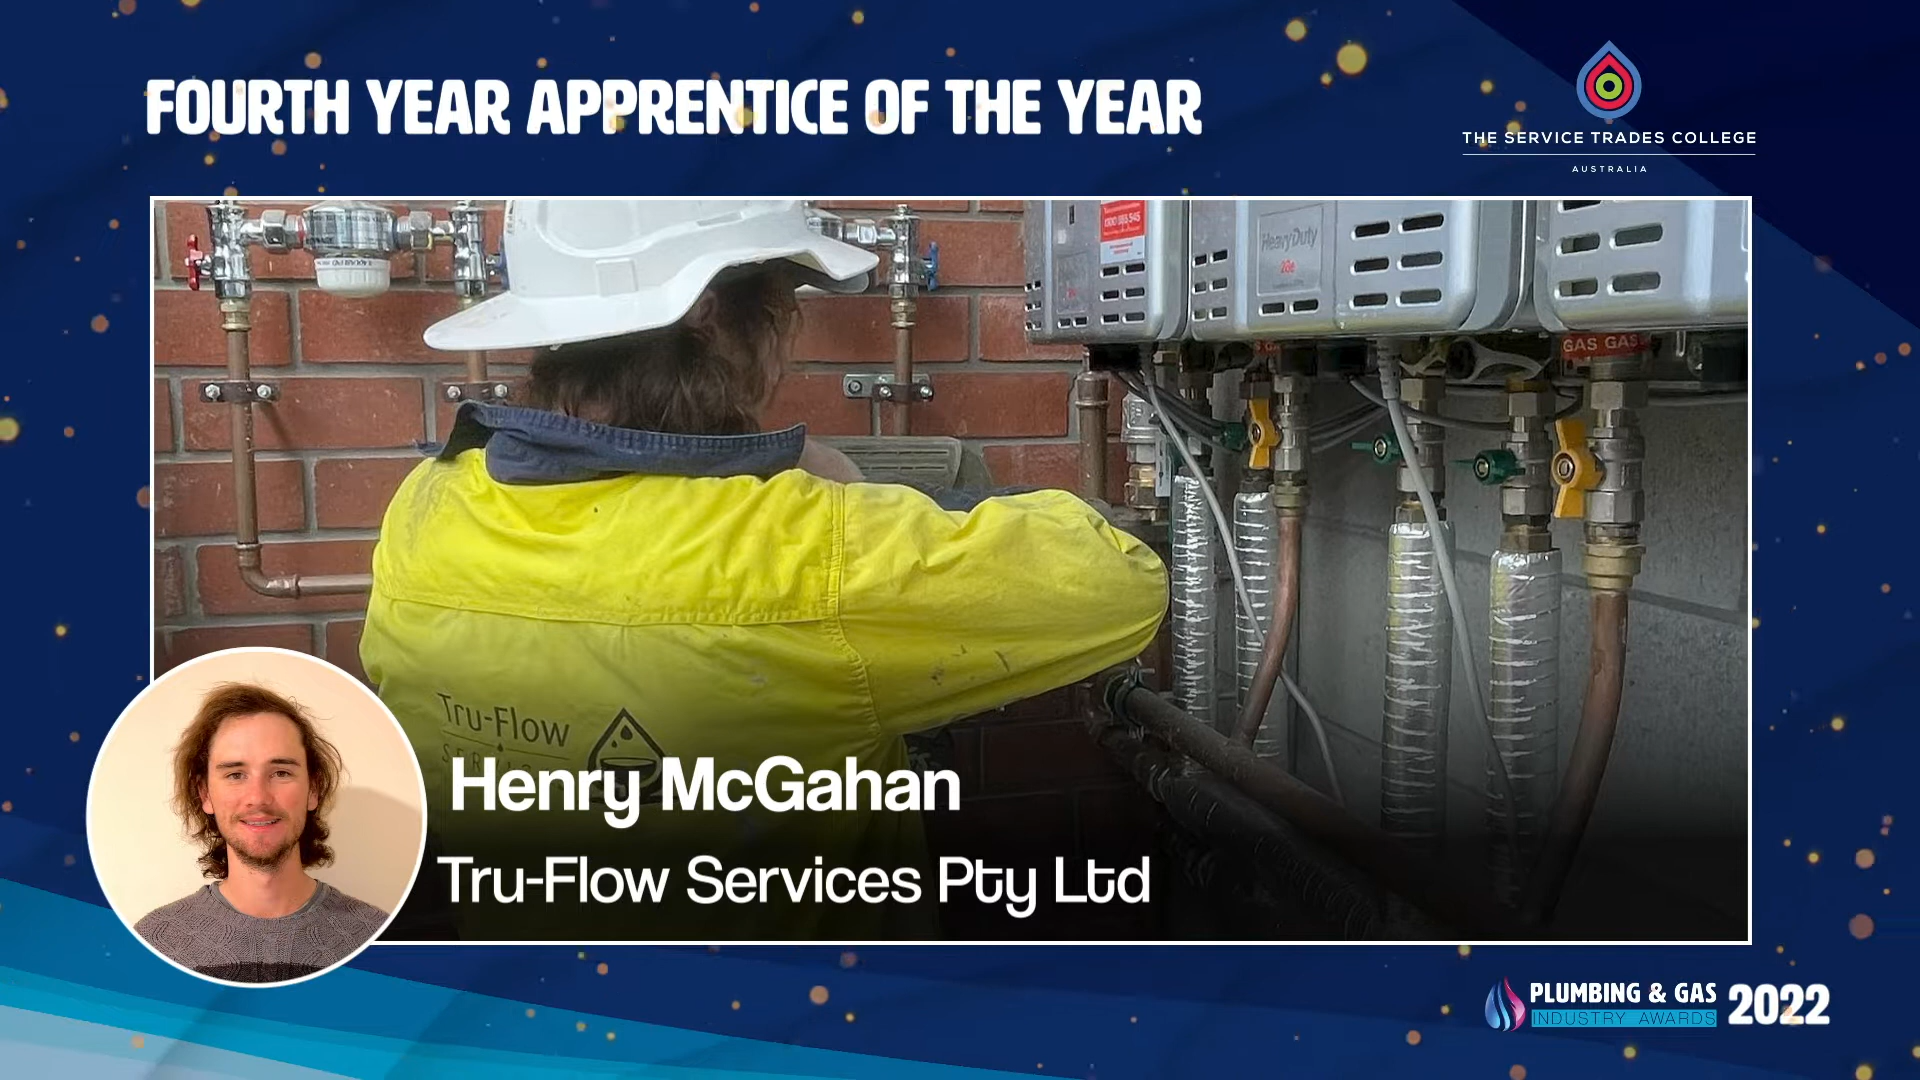 FOURTH YEAR APPRENTICE OF THE YEAR
THE SERVICE TRADES COLLEGE
AUSTRALIA
HeavyDuty
GAS GAS
Tru-Flow
Henry McGahan
Tru-Flow Services Pty Ltd
PLUMBING & GAS
INDUSTRY AWARDS
2022